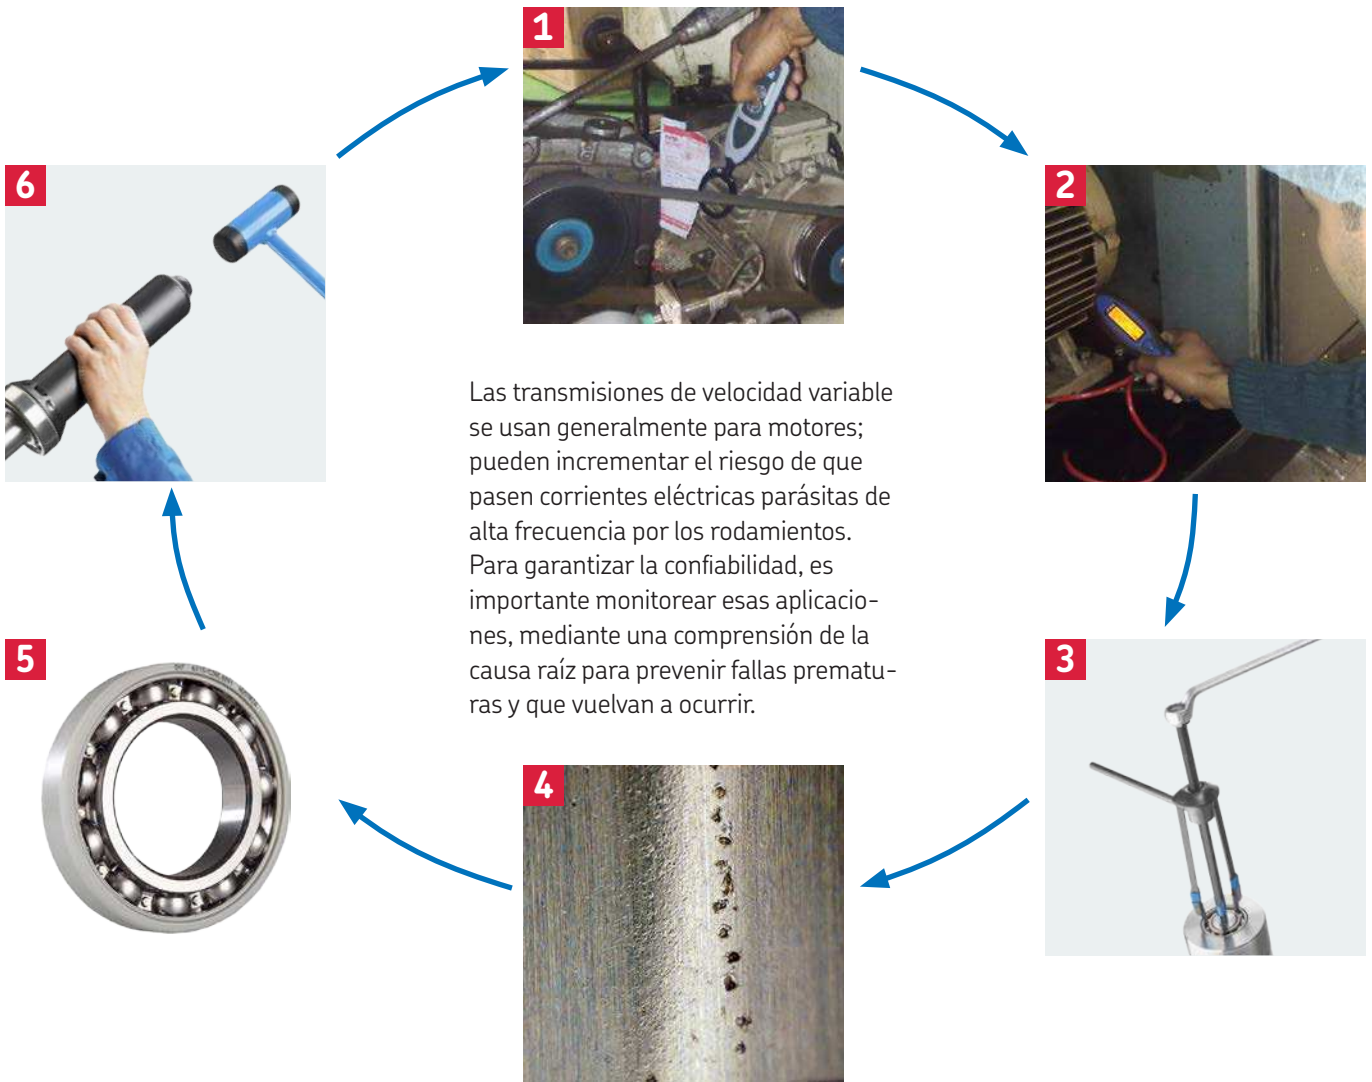 1
2
3
4
5
6
Las transmisiones de velocidad variable
se usan generalmente para motores;
pueden incrementar el riesgo de que
pasen corrientes eléctricas parásitas de
alta frecuencia por los rodamientos.
Para garantizar la confiabilidad, es
importante monitorear esas aplicacio-
nes, mediante una comprensión de la
causa raíz para prevenir fallas prematu-
ras y que vuelvan a ocurrir.